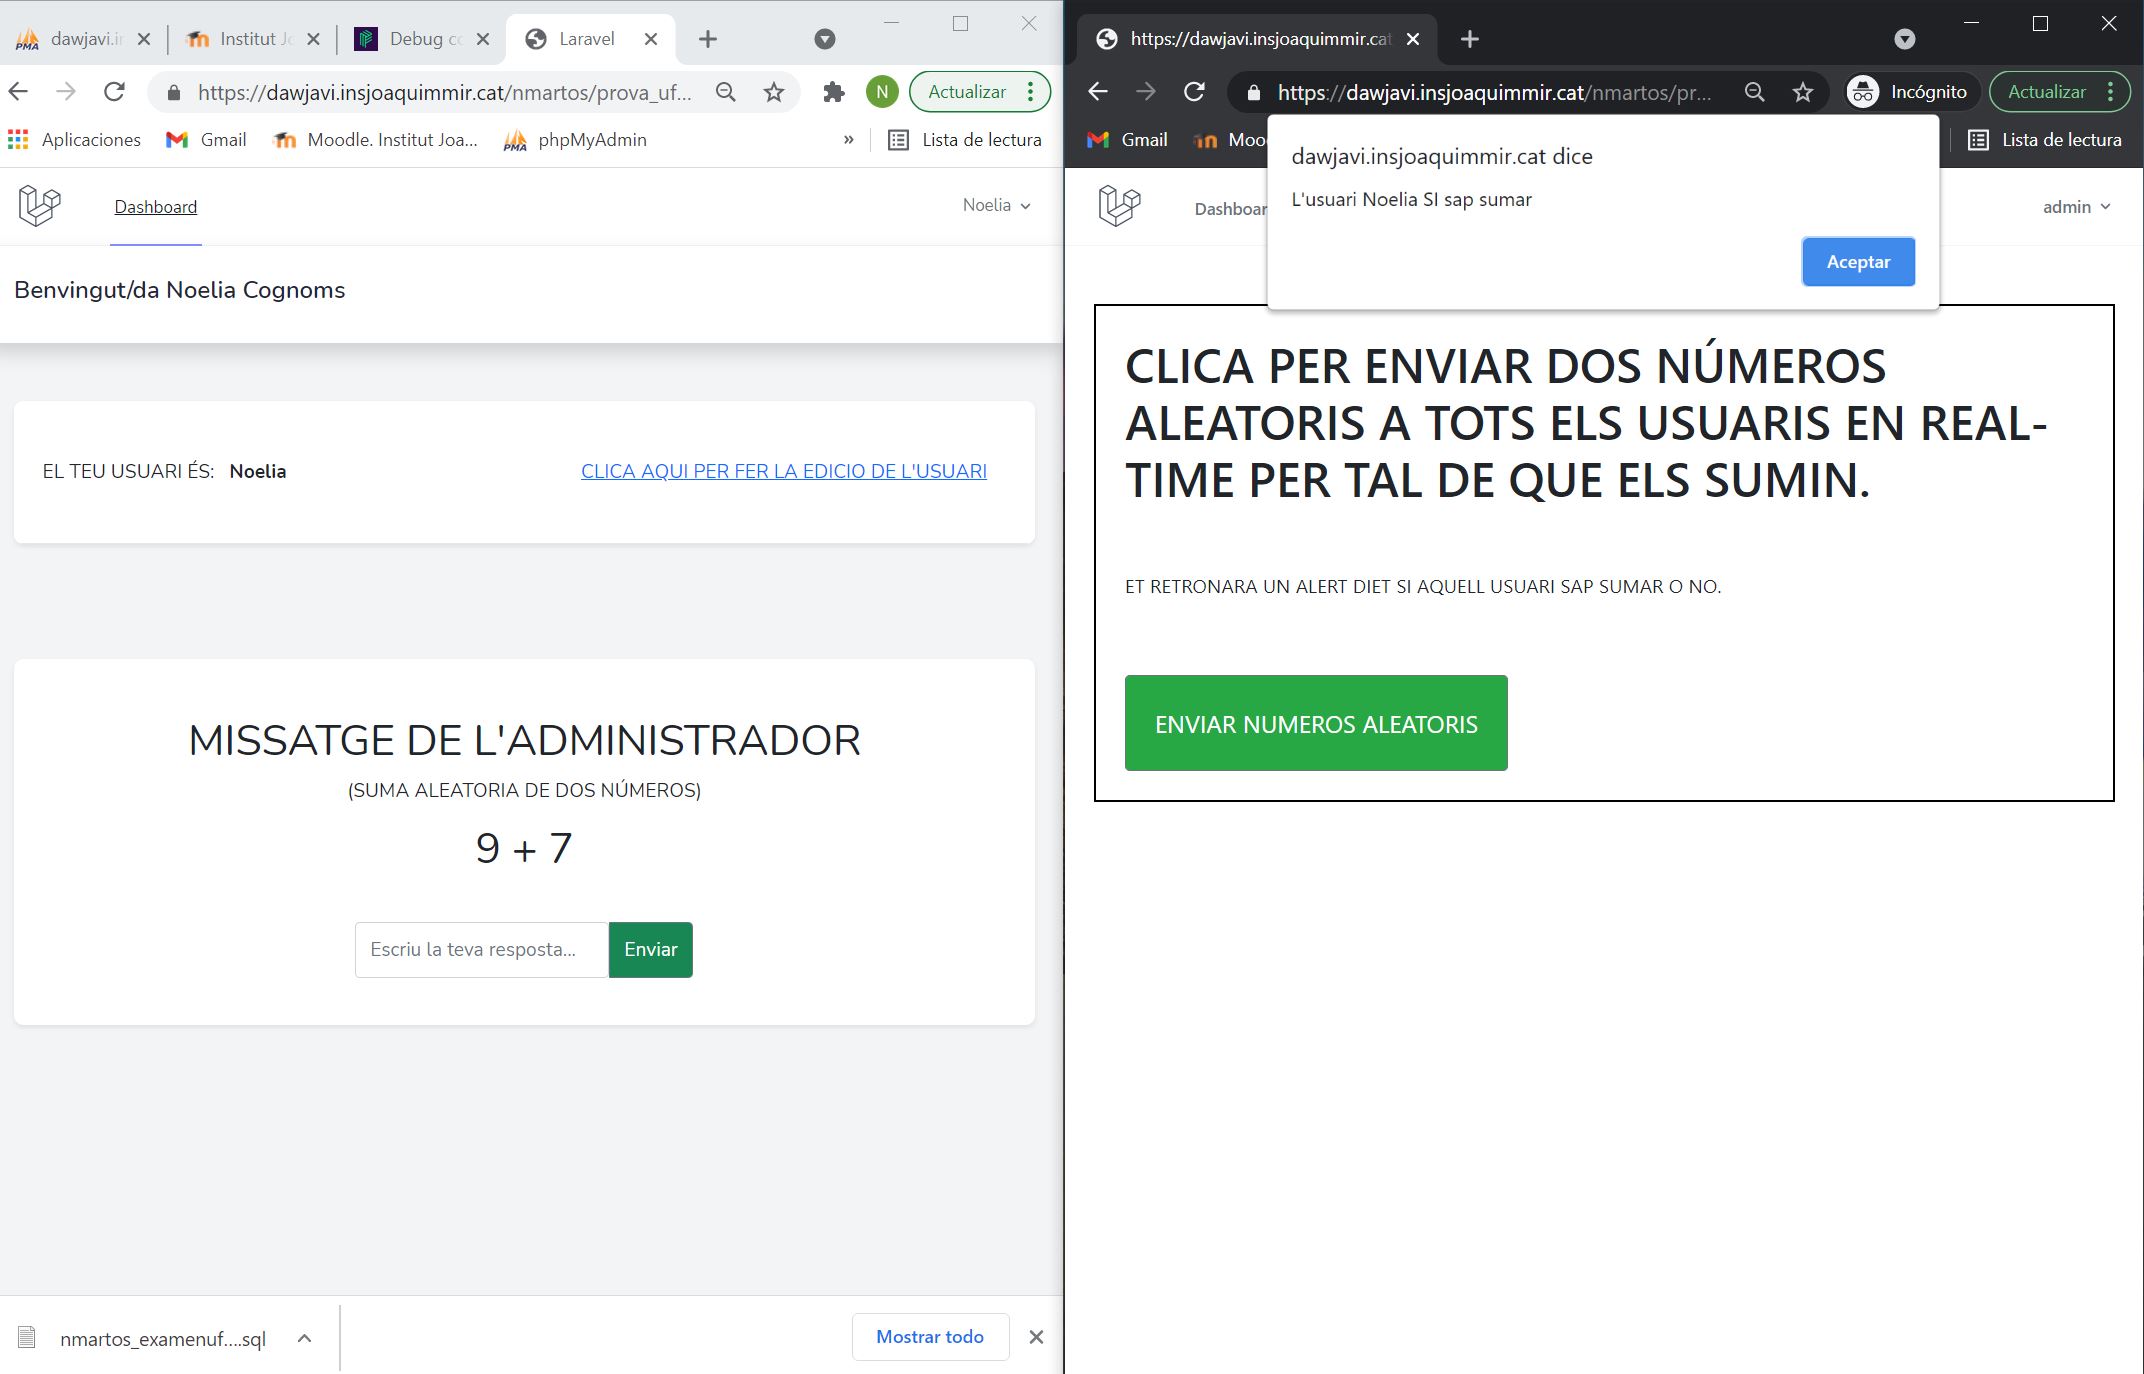 dawjavi.in
Institut Jo
Debug co
Laravel
https://dawjavi.insjoaquimmir.cat/nmartos/prova_uf...
N
Actualizar
Aplicaciones
Gmail
Moodle. Institut Joa...
phpMyAdmin
»
Lista de lectura
Dashboard
Noelia
Benvingut/da Noelia Cognoms
EL TEU USUARI ÉS: Noelia
CLICA AQUI PER FER LA EDICIO DE L'USUARI
MISSATGE DE L'ADMINISTRADOR
(SUMA ALEATORIA DE DOS NÚMEROS)
9 + 7
Escriu la teva resposta...
Enviar
nmartos_examenuf....sql
Mostrar todo
https://dawjavi.insjoaquimmir.cat
https://dawjavi.insjoaquimmir.cat/nmartos/pr...
Incógnito
Actualizar
Gmail
Moo
Lista de lectura
dawjavi.insjoaquimmir.cat dice
L'usuari Noelia SI sap sumar
Aceptar
Dashboar
admin
CLICA PER ENVIAR DOS NÚMEROS
ALEATORIS A TOTS ELS USUARIS EN REAL-
TIME PER TAL DE QUE ELS SUMIN.
ET RETRONARA UN ALERT DIET SI AQUELL USUARI SAP SUMAR O NO.
ENVIAR NUMEROS ALEATORIS